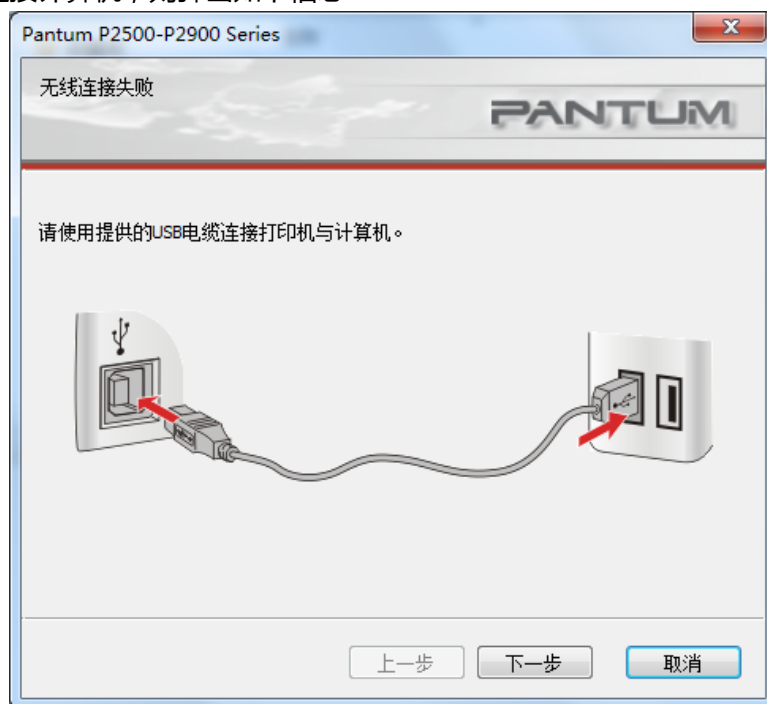 Pantum P2500-P2900 Series
无线连接失败
PANTUM
请使用提供的USB电缆连接打印机与计算机。
上一步
下一步
取消